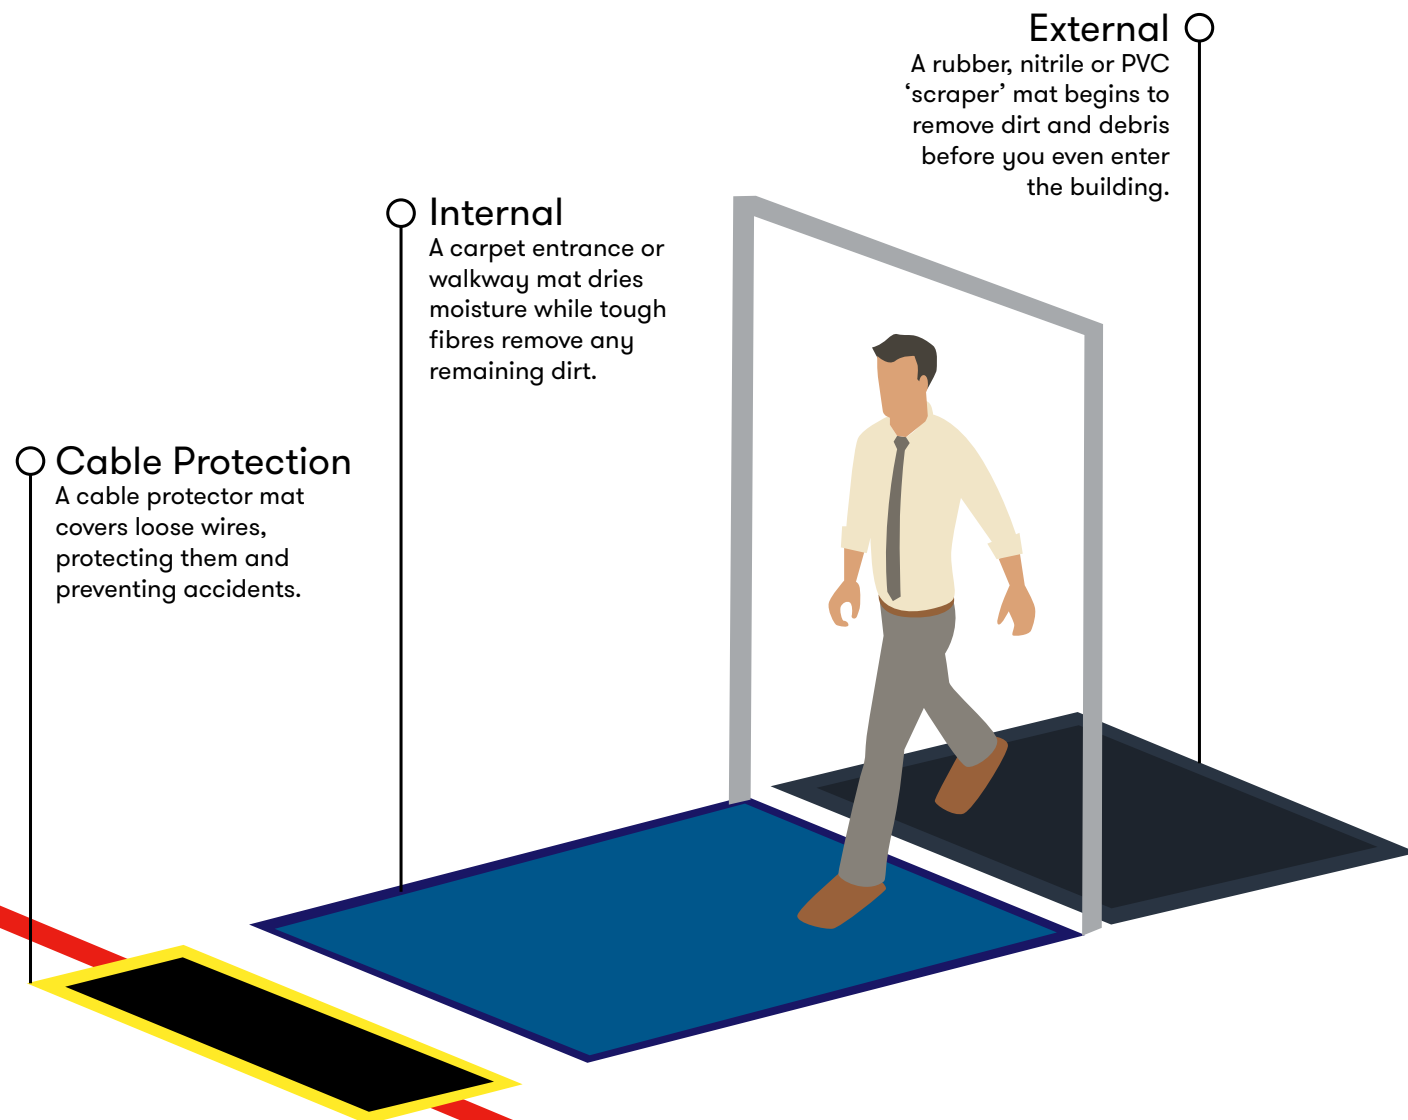 External
A rubber, nitrile or PVC
‘scraper’ mat begins to
remove dirt and debris
before you even enter
the building.
Internal
A carpet entrance or
walkway mat dries
moisture while tough
fibres remove any
remaining dirt.
Cable Protection
A cable protector mat
covers loose wires,
protecting them and
preventing accidents.